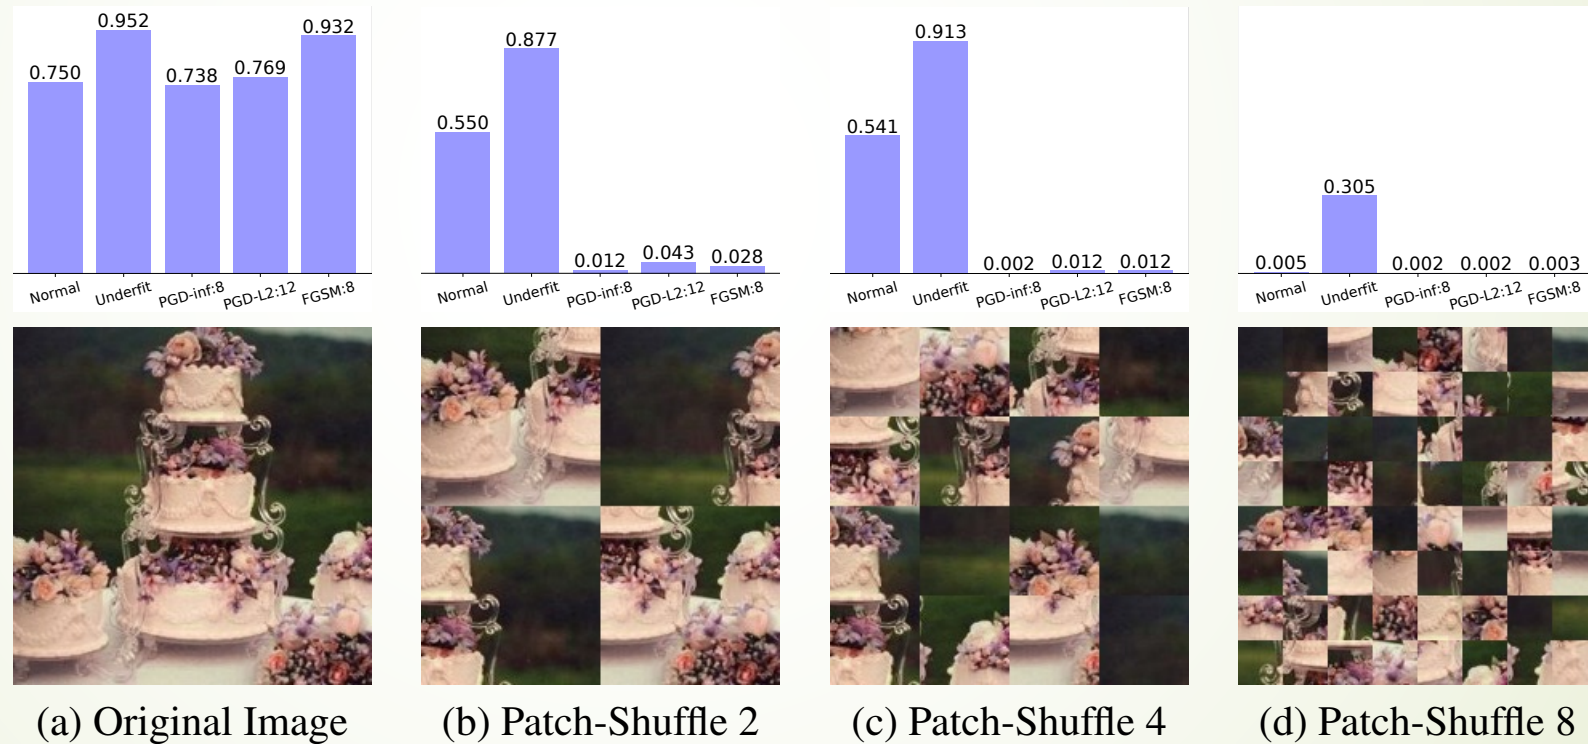 0.750 0.952 0.738 0.769 0.932
Normal Underfit PGD-inf:8 PGD-L2:12 FGSM:8
0.550 0.877 0.012 0.043 0.028
Normal Underfit PGD-inf:8 PGD-L2:12 FGSM:8
0.541 0.913 0.002 0.012 0.012
Normal Underfit PGD-inf:8 PGD-L2:12 FGSM:8
0.005 0.305 0.002 0.002 0.003
Normal Underfit PGD-inf:8 PGD-L2:12 FGSM:8
(a) Original Image
(b) Patch-Shuffle 2
(c) Patch-Shuffle 4
(d) Patch-Shuffle 8